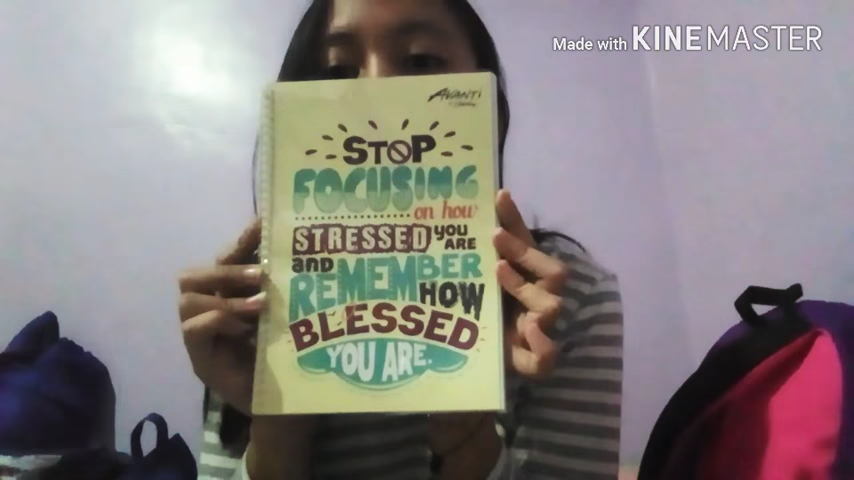 Made with KINEMASTER
AVANTI
STOP
FOCUSING
on how
STRESSED YOU ARE
and REMEMBER
HOW
BLESSED
YOU ARE.